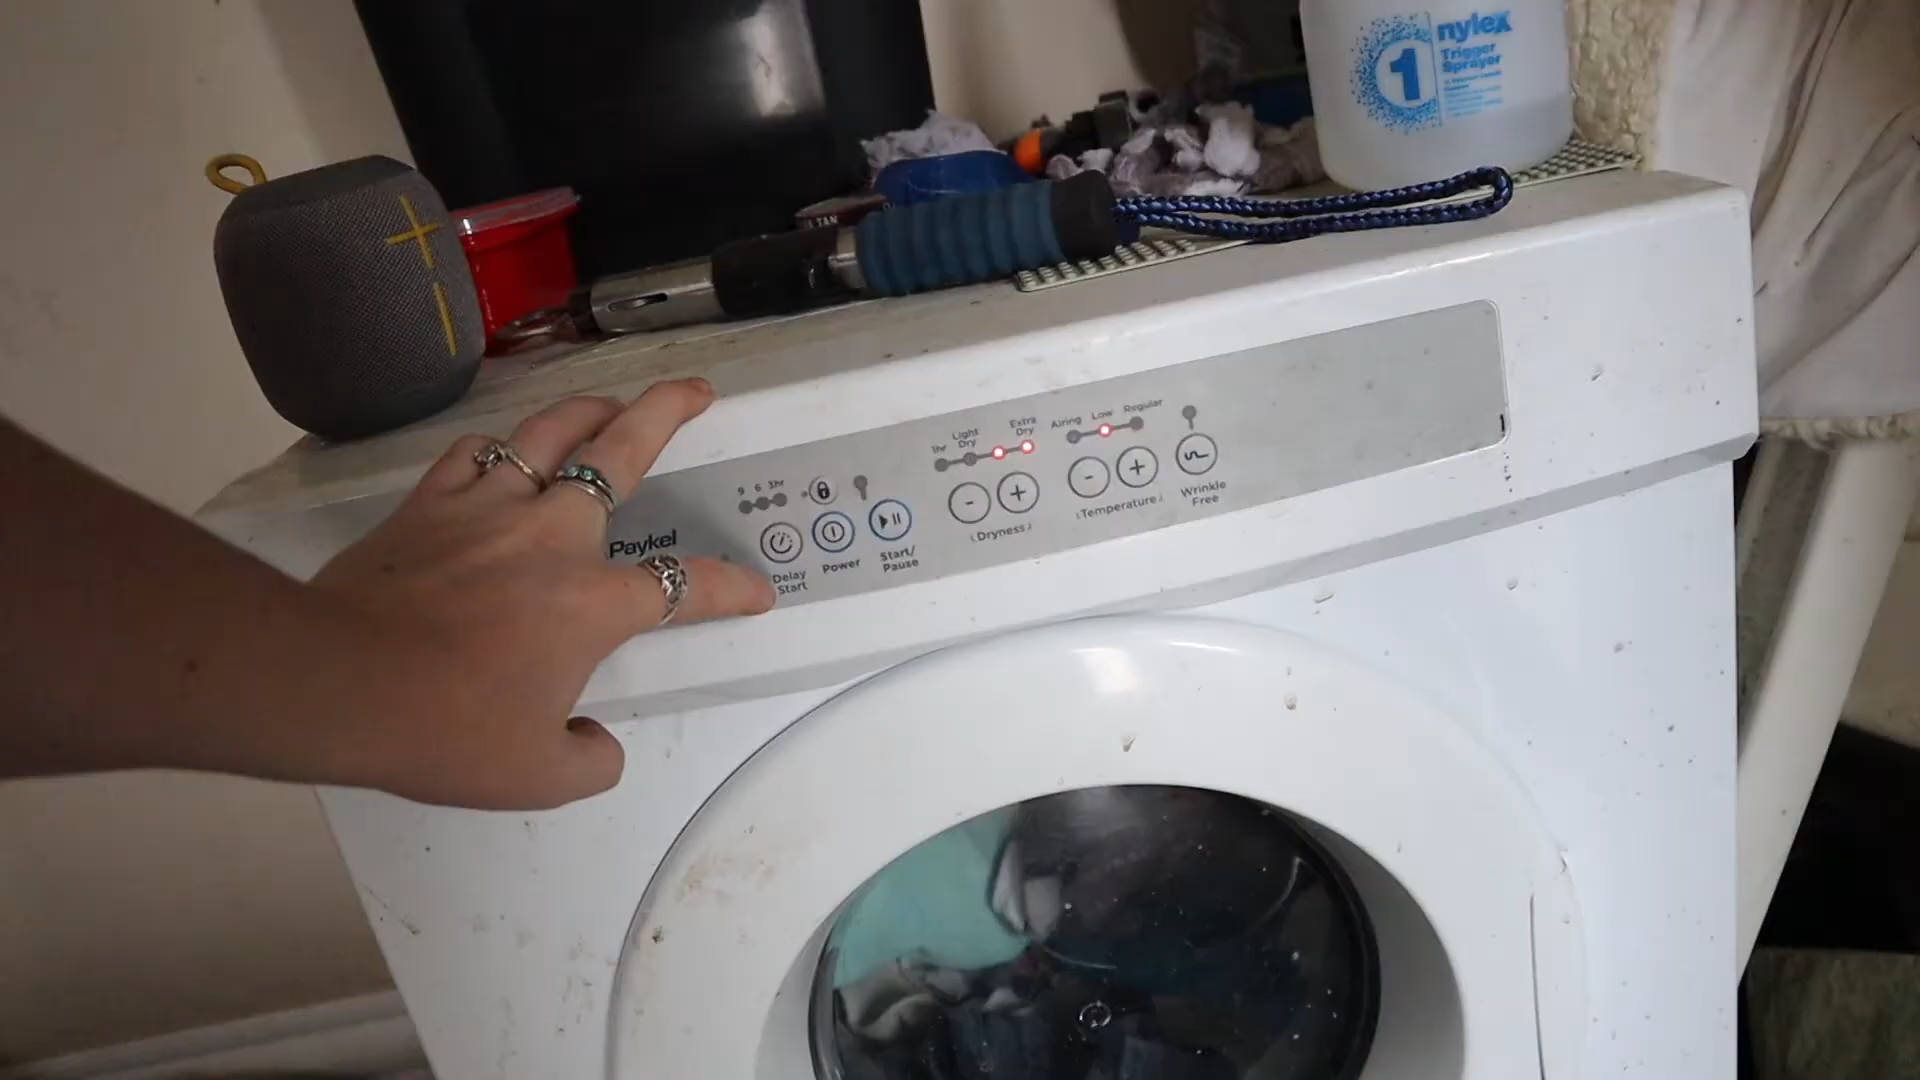 1
nylex
Trigger
Sprayer
TAN
Paykel
9 6 3hr
Delay
Start
Power
Start/
Pause
1hr
Light
Dry
Extra
Dry
- +
Dryness
Airing Low Regular
- +
Temperature
Wrinkle
Free